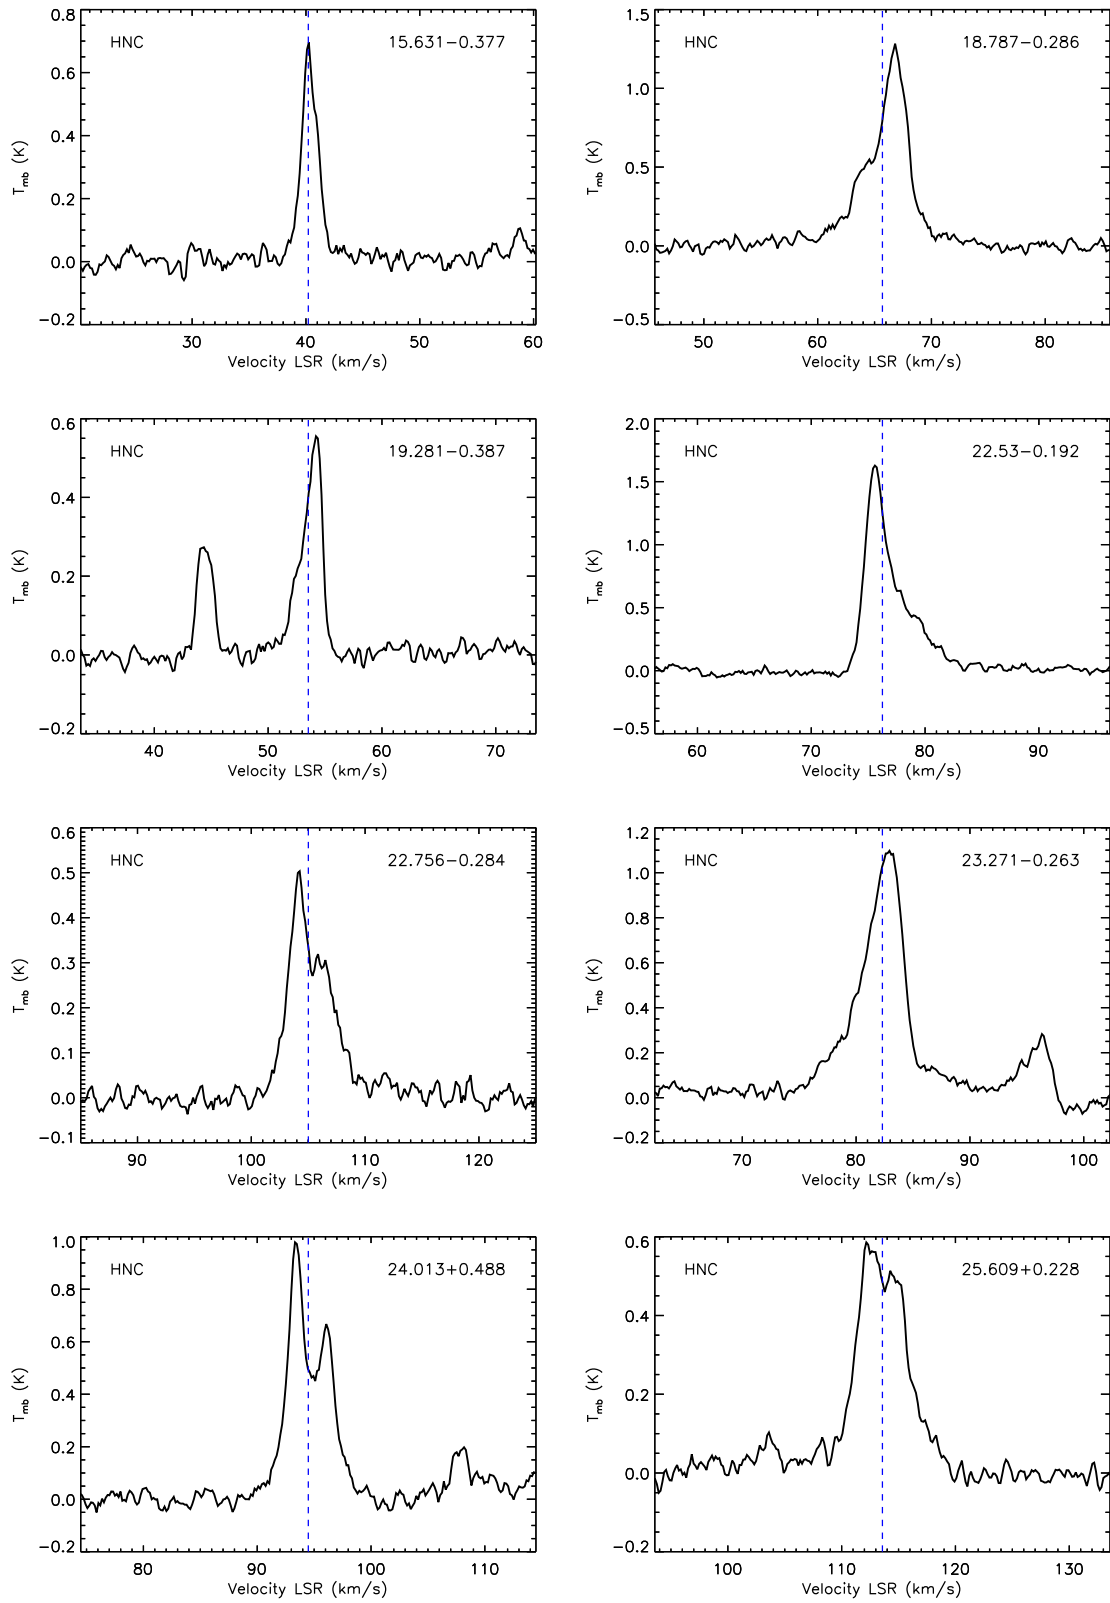 HNC 15.631−0.377
0.8
0.6
0.4
0.2
0.0
−0.2
T_mb (K)
30 40 50 60
Velocity LSR (km/s)
HNC 18.787−0.286
1.5
1.0
0.5
0.0
−0.5
T_mb (K)
50 60 70 80
Velocity LSR (km/s)
HNC 19.281−0.387
0.6
0.4
0.2
0.0
−0.2
T_mb (K)
40 50 60 70
Velocity LSR (km/s)
HNC 22.53−0.192
2.0
1.5
1.0
0.5
0.0
−0.5
T_mb (K)
60 70 80 90
Velocity LSR (km/s)
HNC 22.756−0.284
0.6
0.5
0.4
0.3
0.2
0.1
0.0
−0.1
T_mb (K)
90 100 110 120
Velocity LSR (km/s)
HNC 23.271−0.263
1.2
1.0
0.8
0.6
0.4
0.2
0.0
−0.2
T_mb (K)
70 80 90 100
Velocity LSR (km/s)
HNC 24.013+0.488
1.0
0.8
0.6
0.4
0.2
0.0
−0.2
T_mb (K)
80 90 100 110
Velocity LSR (km/s)
HNC 25.609+0.228
0.6
0.4
0.2
0.0
−0.2
T_mb (K)
100 110 120 130
Velocity LSR (km/s)